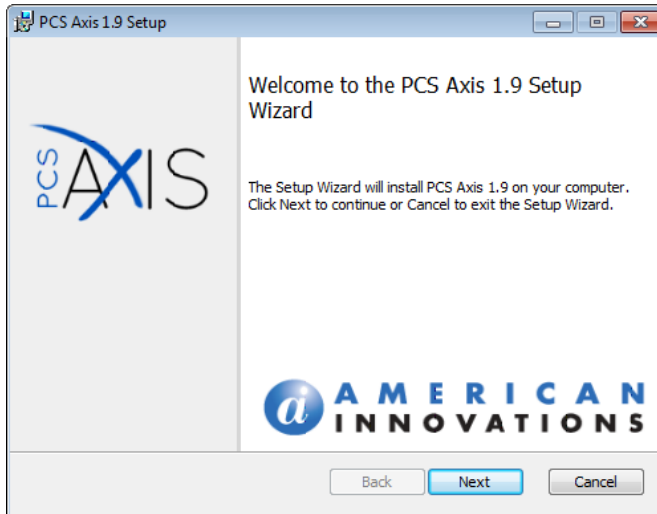 PCS Axis 1.9 Setup
PCS AXIS
Welcome to the PCS Axis 1.9 Setup
Wizard
The Setup Wizard will install PCS Axis 1.9 on your computer.
Click Next to continue or Cancel to exit the Setup Wizard.
a AMERICAN
INNOVATIONS
Back Next Cancel